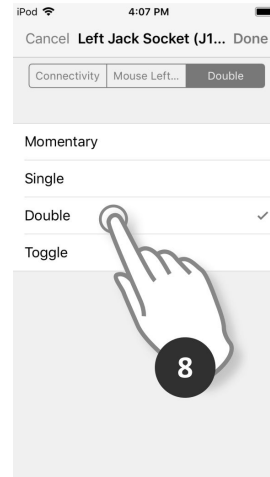 iPod 4:07 PM
Cancel Left Jack Socket (J1... Done
Connectivity Mouse Left... Double
Momentary
Single
Double
Toggle
8